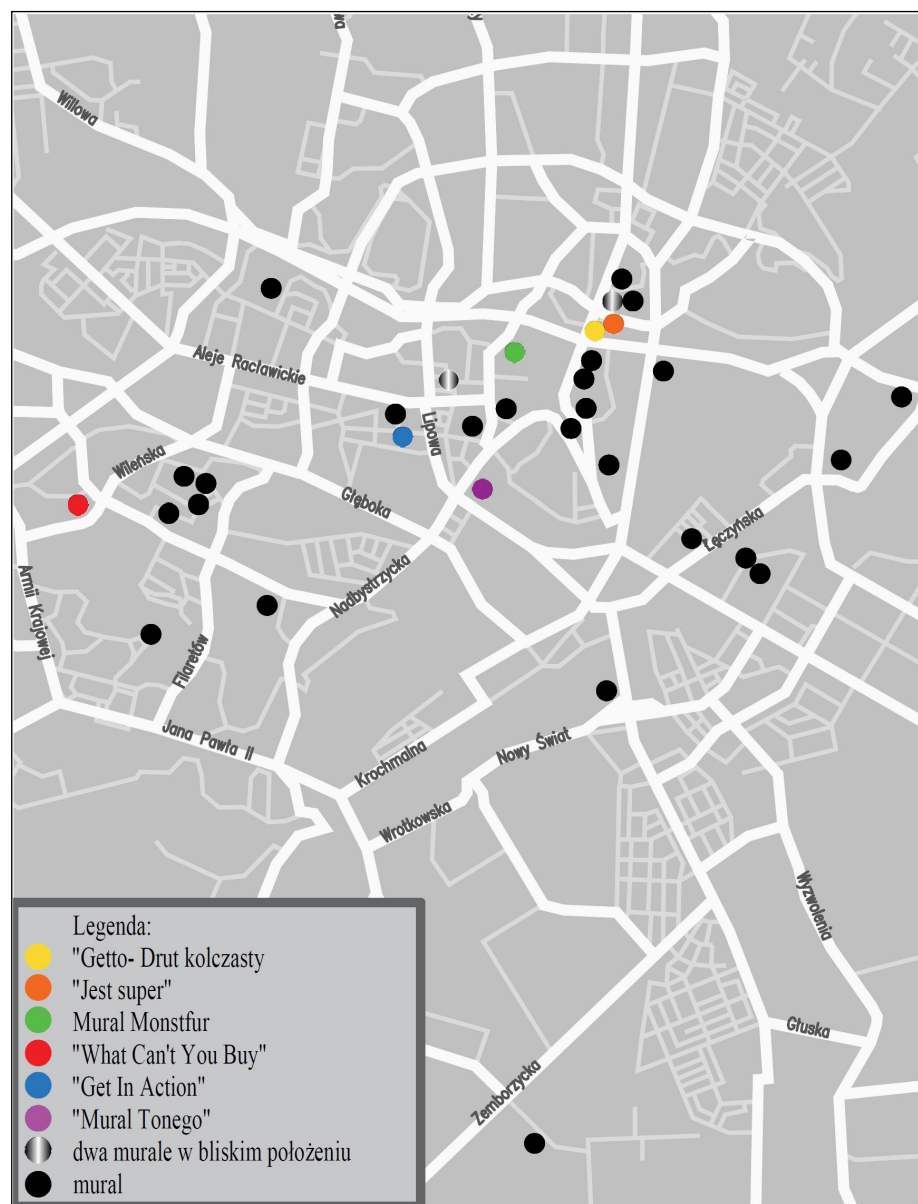 Willowa
Aleje Racławickie
Lipowa
Wileńska
Głęboka
Nadbystrzycka
Łęczyńska
Armii Krajowej
Filaretów
Jana Pawła II
Krochmalna
Nowy Świat
Wrotkowska
Wyzwolenia
Głuska
Zemborzycka
Legenda:
"Getto- Drut kolczasty
"Jest super"
Mural Monstfur
"What Can't You Buy"
"Get In Action"
"Mural Tonego"
dwa murale w bliskim położeniu
mural